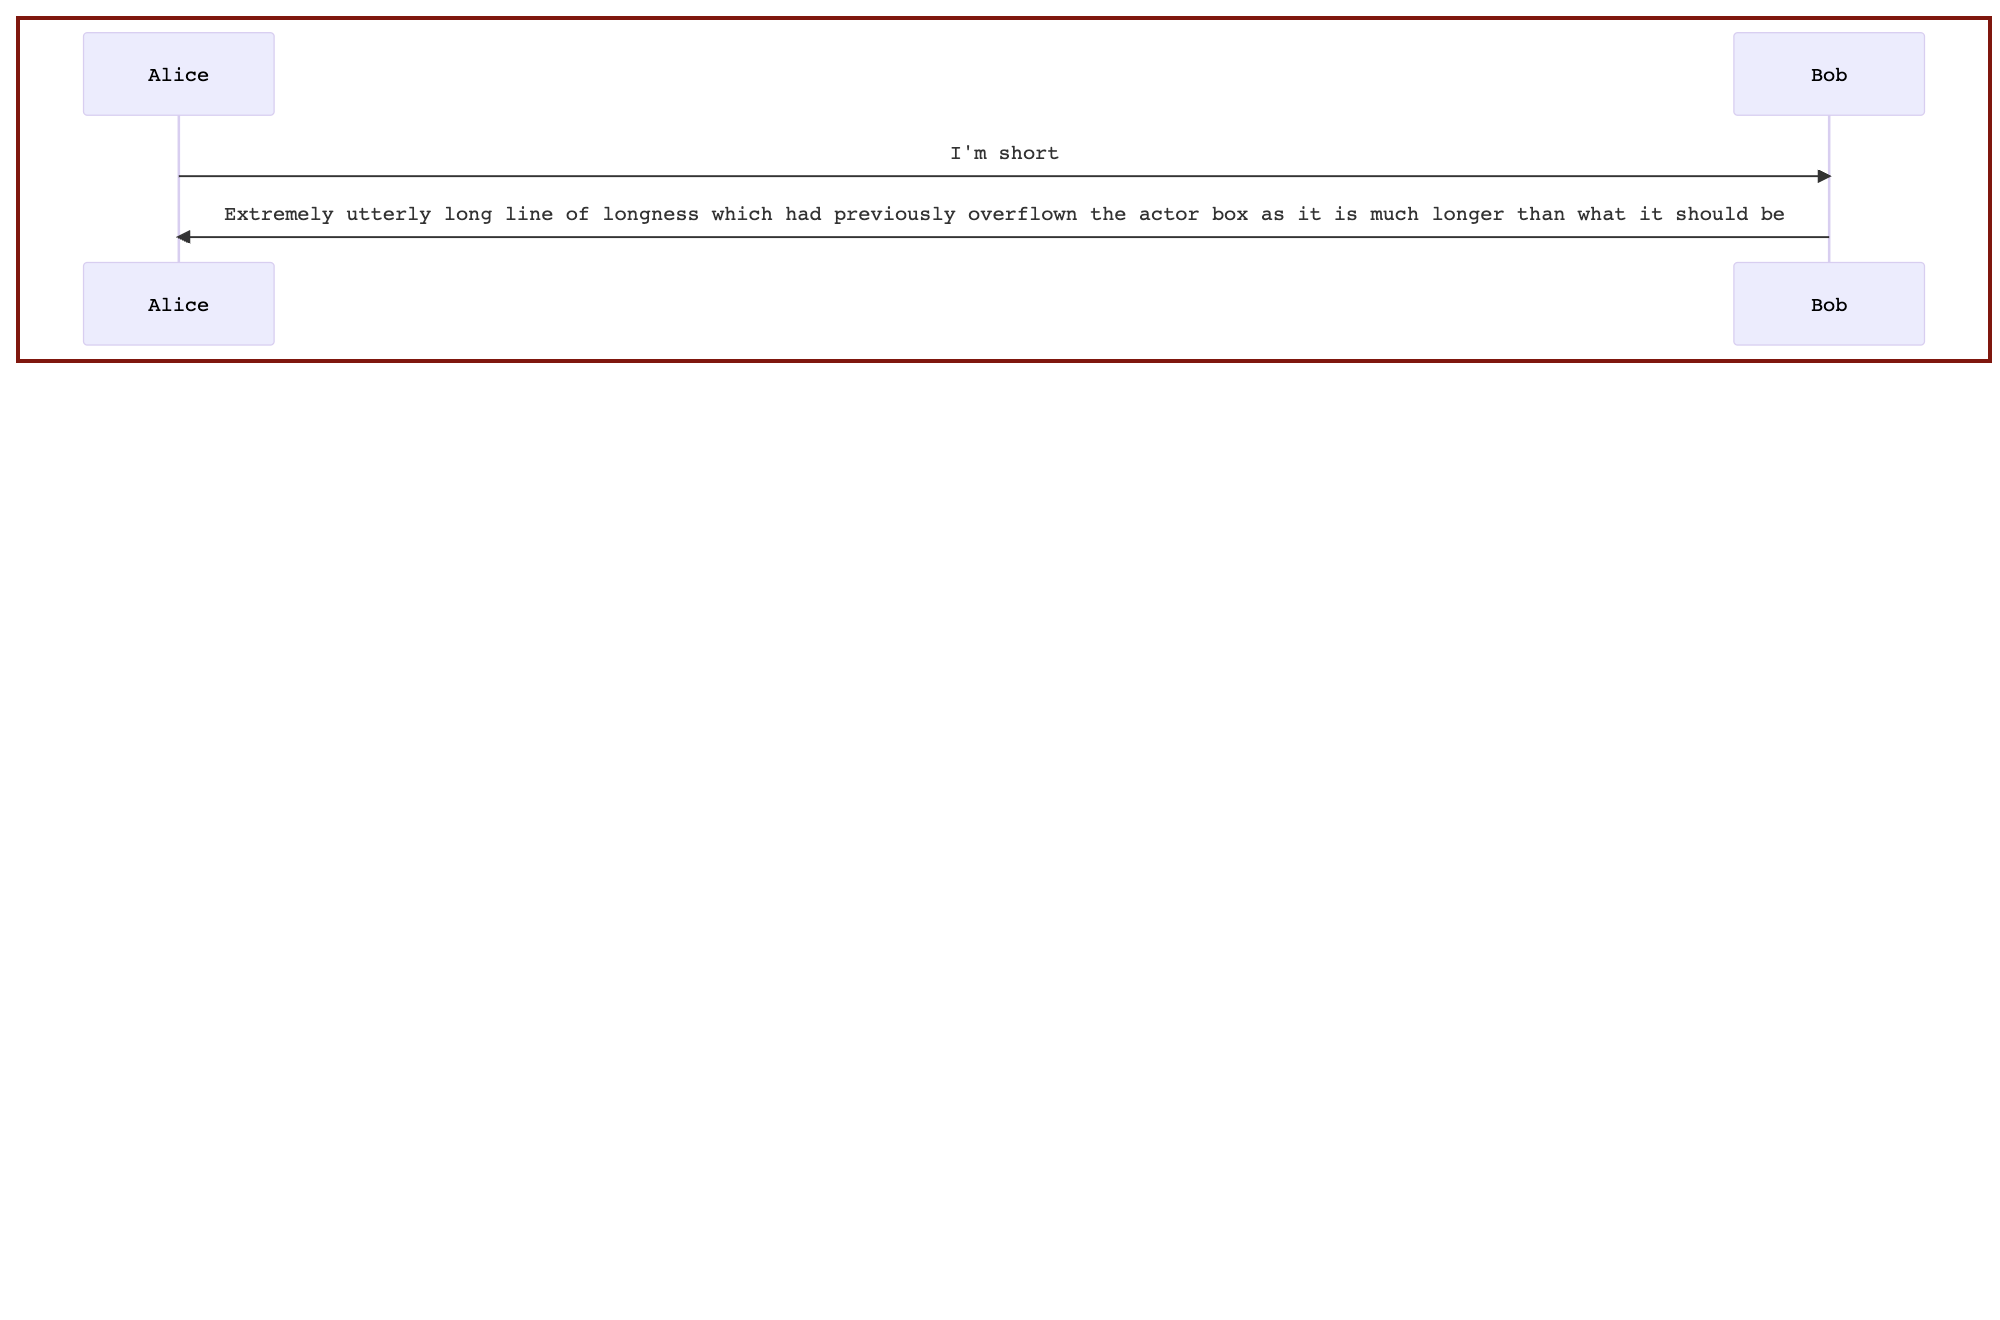 Alice
Bob
I'm short
Extremely utterly long line of longness which had previously overflown the actor box as it is much longer than what it should be
Alice
Bob